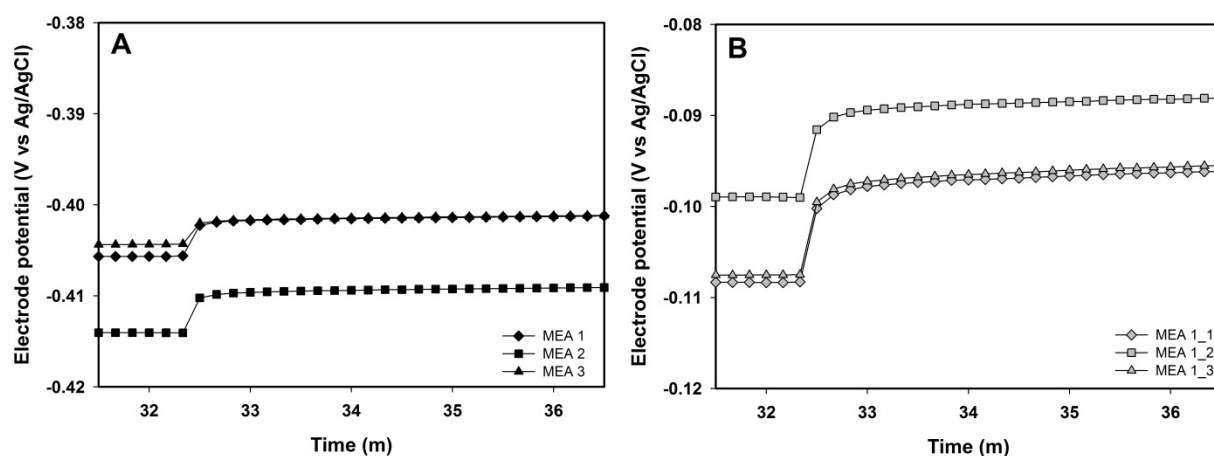 A
Electrode potential (V vs Ag/AgCl)
-0.38
-0.39
-0.40
-0.41
-0.42
32 33 34 35 36
Time (m)
MEA 1
MEA 2
MEA 3
B
Electrode potential (V vs Ag/AgCl)
-0.08
-0.09
-0.10
-0.11
-0.12
32 33 34 35 36
Time (m)
MEA 1_1
MEA 1_2
MEA 1_3